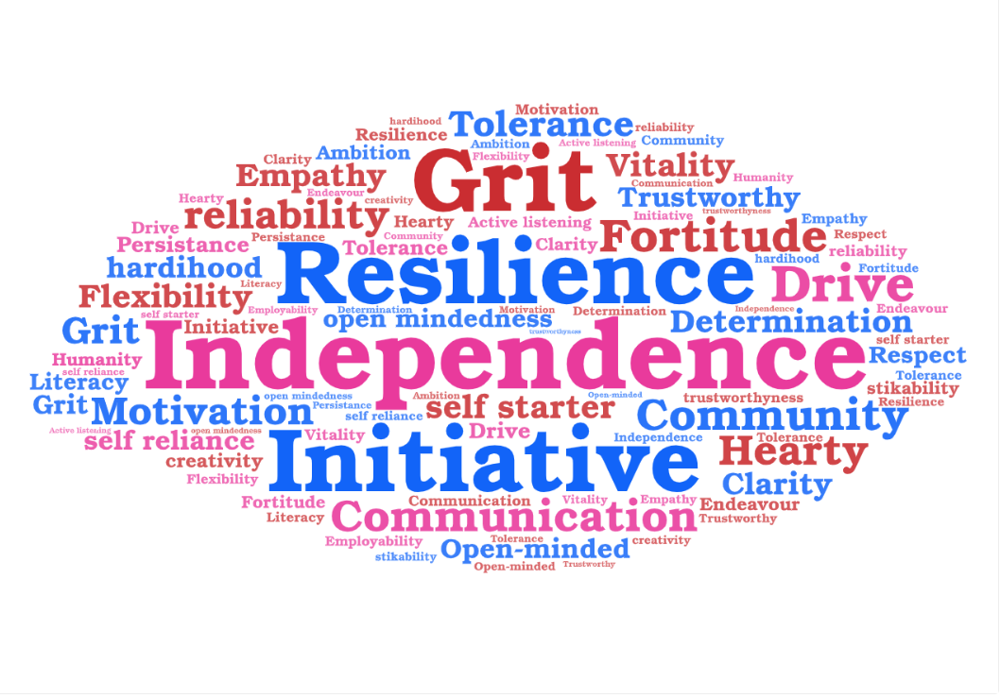 Motivation
hardihood
Tolerance
reliability
Resilience
Ambition
Active listening
Community
Clarity
Ambition
Flexibility
Grit
Vitality
Empathy
Humanity
Communication
Endeavour
Hearty
creativity
Trustworthy
trustworthyness
reliability
Hearty
Active listening
Initiative
Empathy
Drive
Persistance
Community
Fortitude
Respect
Persistance
Tolerance
Clarity
reliability
hardihood
Resilience
hardihood
Fortitude
Literacy
Drive
Flexibility
self starter
Employability
Determination
Motivation
Determination
Independence
Endeavour
open mindedness
Determination
Grit
Initiative
trustworthyness
self starter
Independence
Respect
Humanity
self reliance
Tolerance
Literacy
stikability
open mindedness
Ambition
Open-minded
trustworthyness
Resilience
Grit
Motivation
Persistance
self reliance
self starter
Community
Active listening
open mindedness
self reliance
Vitality
Drive
Independence
Tolerance
Hearty
creativity
Initiative
Flexibility
Clarity
Fortitude
Communication
Vitality
Empathy
Endeavour
Literacy
Communication
Trustworthy
Employability
Tolerance
creativity
stikability
Open-minded
Open-minded
Trustworthy